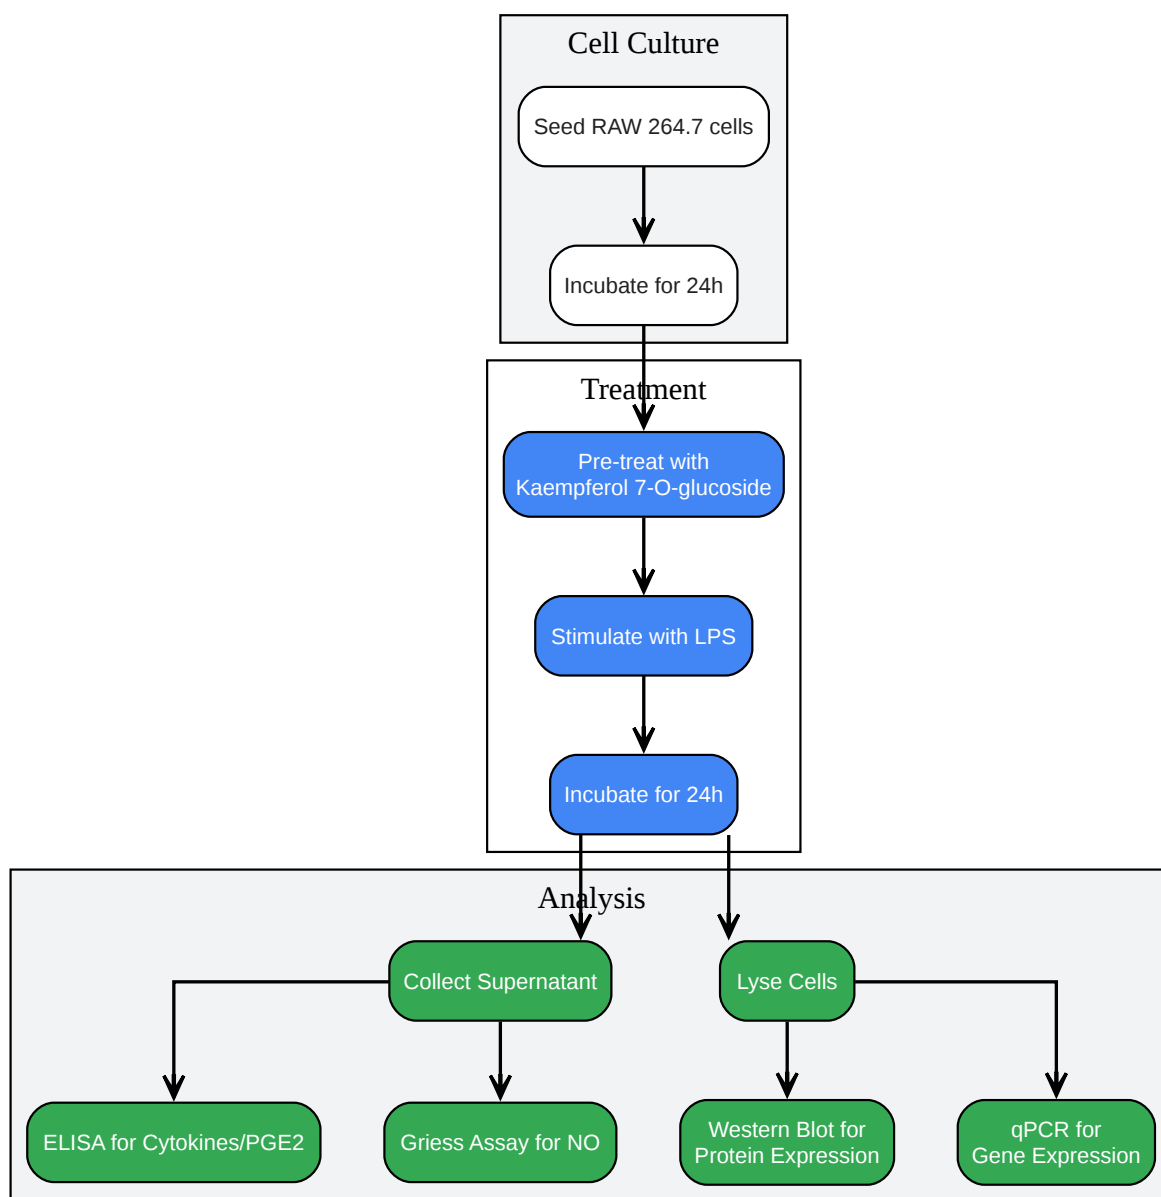 Cell Culture
Seed RAW 264.7 cells
Incubate for 24h
Treatment
Pre-treat with
Kaempferol 7-O-glucoside
Stimulate with LPS
Incubate for 24h
Analysis
Collect Supernatant
Lyse Cells
ELISA for Cytokines/PGE2
Griess Assay for NO
Western Blot for
Protein Expression
qPCR for
Gene Expression